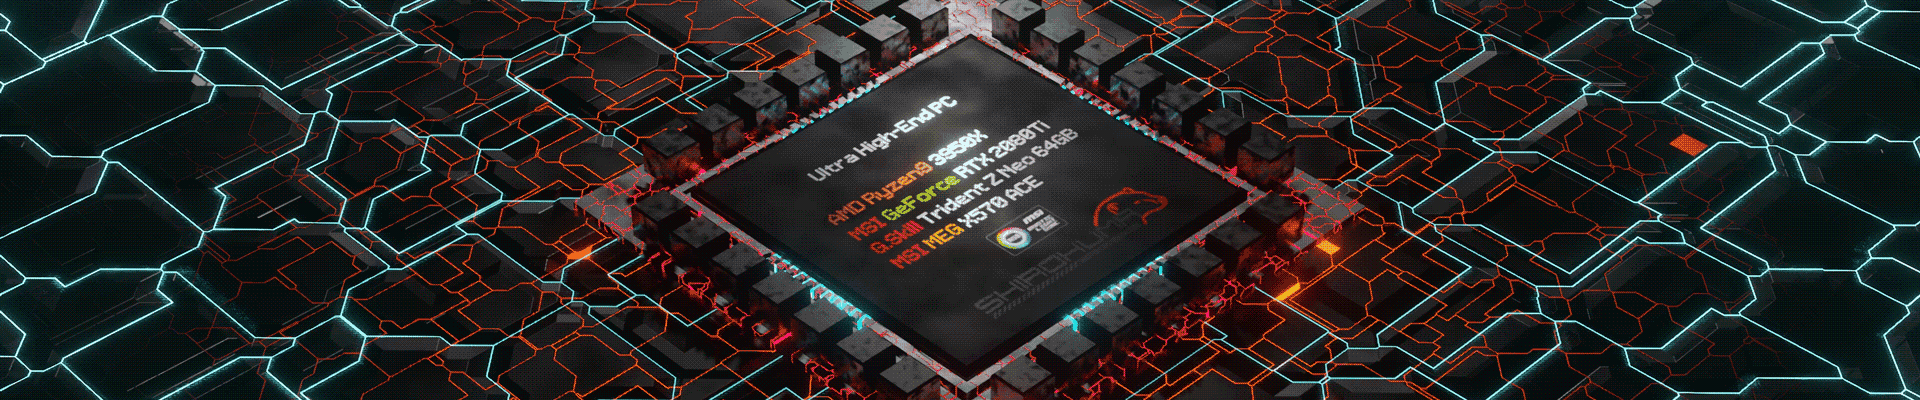 Ultra High-End PC
AMD Ryzen9 3950X
MSI GeForce RTX 2080Ti
G.Skill Trident Z Neo 64GB
MSI MEG X570 ACE
msi